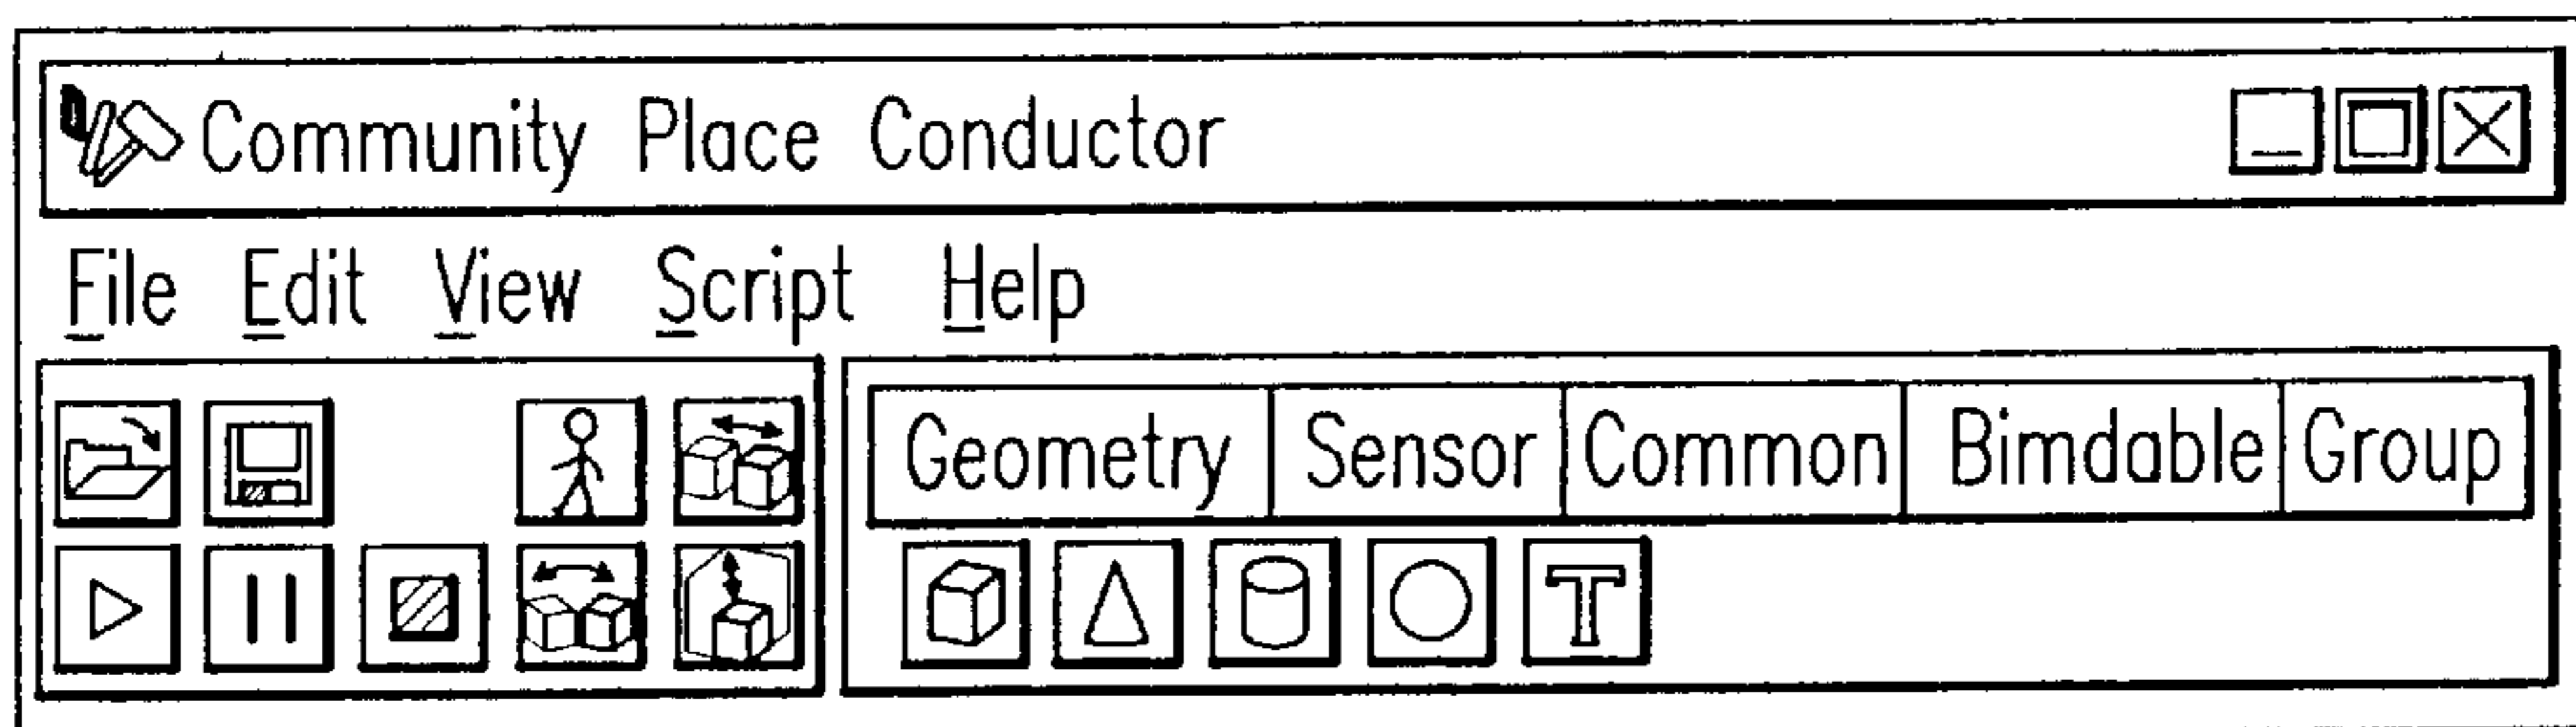 Community Place Conductor
File Edit View Script Help
Geometry Sensor Common Bimdable Group
T